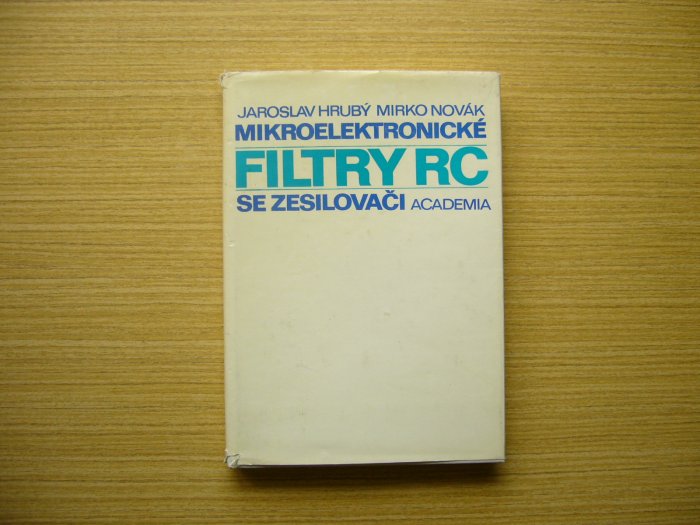 JAROSLAV HRUBÝ MIRKO NOVÁK
MIKROELEKTRONICKÉ
FILTRY RC
SE ZESILOVAČI ACADEMIA